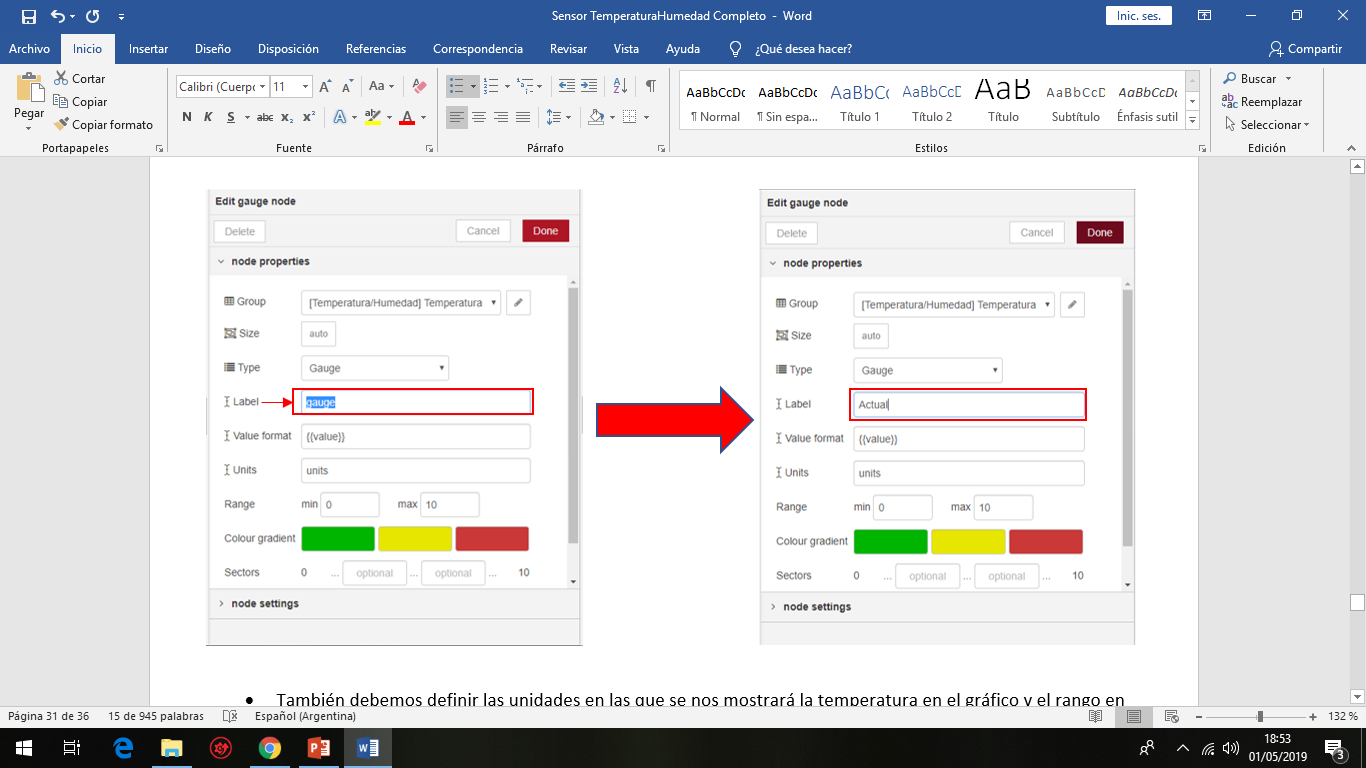 Sensor TemperaturaHumedad Completo - Word
Inic. ses.
Archivo Inicio Insertar Diseño Disposición Referencias Correspondencia Revisar Vista Ayuda ¿Qué desea hacer? Compartir
Pegar
Cortar
Copiar
Copiar formato
Portapapeles
Calibri (Cuerpo 11
Aa
N K S abc x₂ x²
Fuente
Párrafo
AaBbCcDc AaBbCcDc AaBbCc AaBbCcD AaB AaBbCcD AaBbCcDc
¶ Normal ¶ Sin espa... Título 1 Título 2 Título Subtítulo Énfasis sutil
Estilos
Buscar
Reemplazar
Seleccionar
Edición
Edit gauge node
Delete Cancel Done
node properties
Group [Temperatura/Humedad] Temperatura
Size auto
Type Gauge
Label gauge
Value format {{value}}
Units units
Range min 0 max 10
Colour gradient
Sectors 0 ... optional ... optional ... 10
node settings
Edit gauge node
Delete Cancel Done
node properties
Group [Temperatura/Humedad] Temperatura
Size auto
Type Gauge
Label Actual
Value format {{value}}
Units units
Range min 0 max 10
Colour gradient
Sectors 0 ... optional ... optional ... 10
node settings
• También debemos definir las unidades en las que se nos mostrará la temperatura en el gráfico y el rango en
Página 31 de 36 15 de 945 palabras Español (Argentina) 132 %
18:53
01/05/2019
3